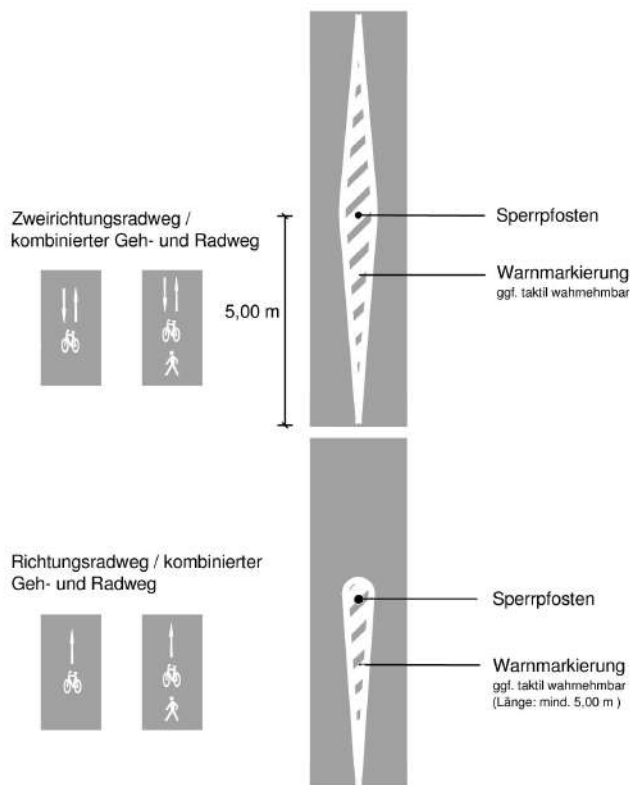 Zweirichtungsradweg /
kombinierter Geh- und Radweg
5,00 m
Sperrpfosten
Warnmarkierung
ggf. taktil wahrnehmbar
Richtungsradweg / kombinierter
Geh- und Radweg
Sperrpfosten
Warnmarkierung
ggf. taktil wahrnehmbar
(Länge: mind. 5,00 m )